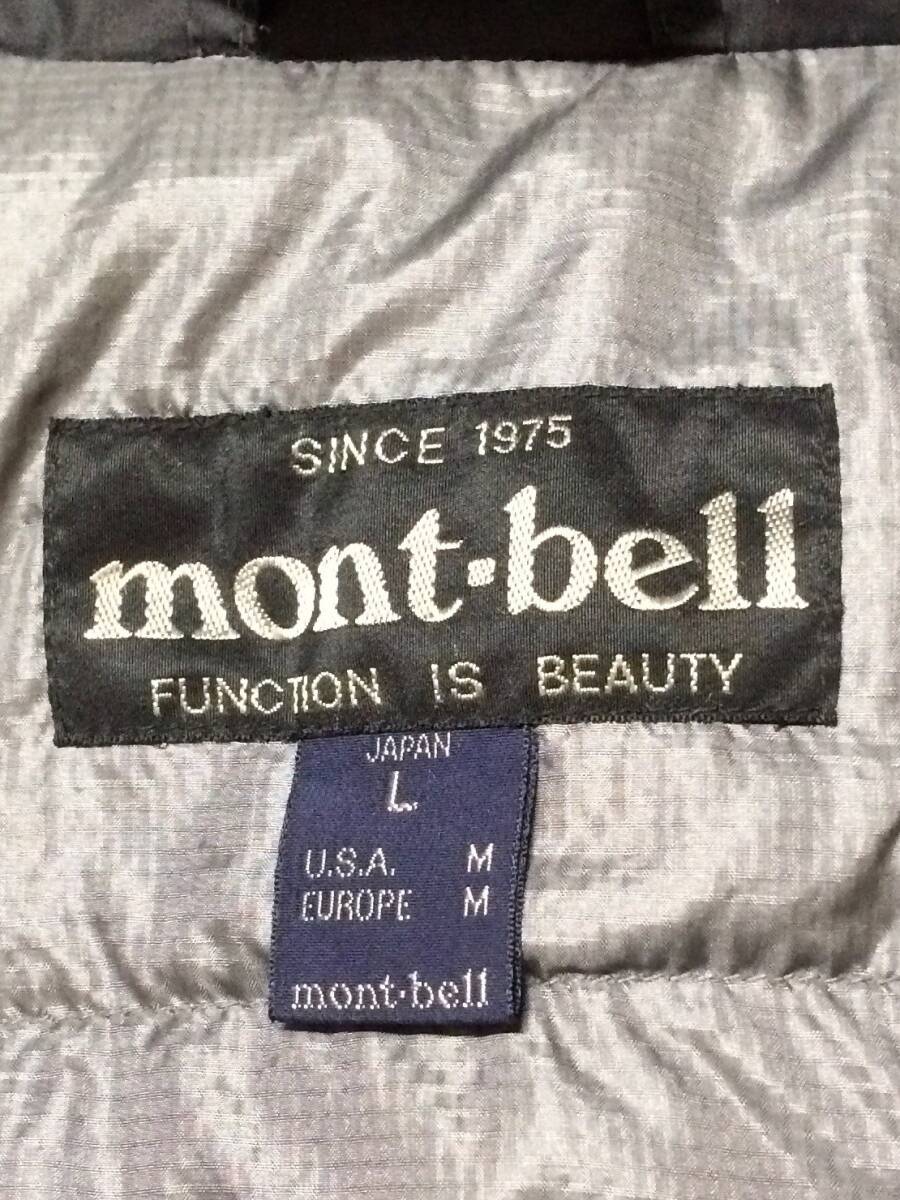 SINCE 1975
mont·bell
FUNCTION IS BEAUTY
JAPAN
L
U.S.A. M
EUROPE M
mont·bell